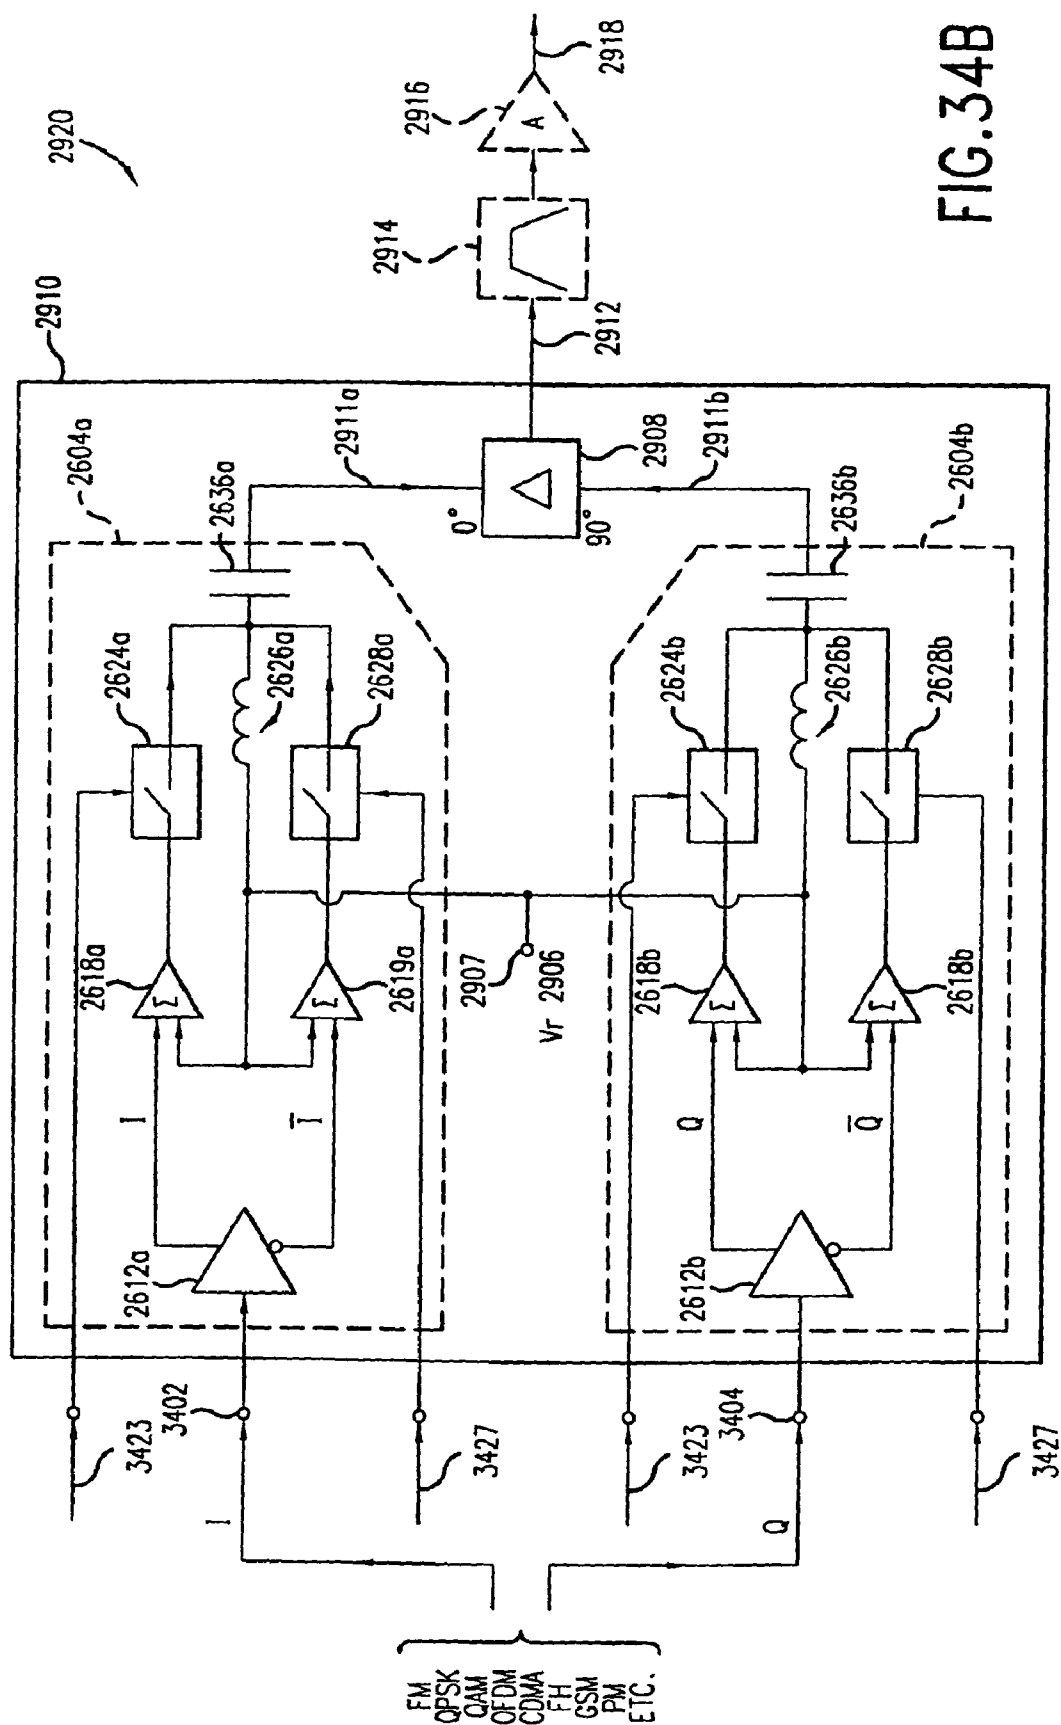 2920
2910
2604a
2636a
2624a
2626a
2628a
2618a
Σ
2619a
Σ
I
I̅
2612a
3423
3402
I
3427
2911a
0°
90°
2908
2911b
2912
2914
2916
A
2918
2907
Vr 2906
FM
QPSK
QAM
OFDM
CDMA
FH
GSM
PM
ETC.
2604b
2636b
2624b
2626b
2628b
2618b
Σ
2618b
Σ
Q
Q̅
2612b
3423
3404
Q
3427
FIG.34B